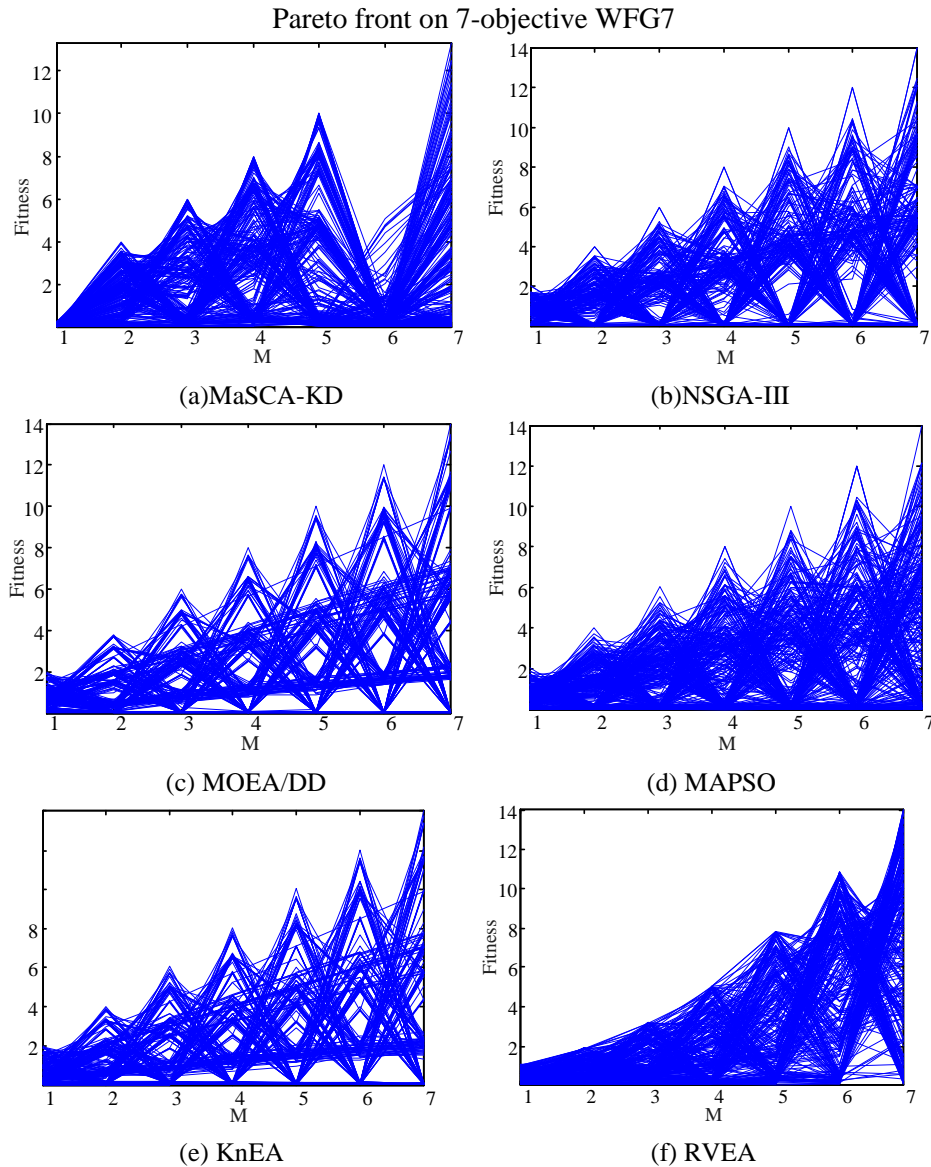 Pareto front on 7-objective WFG7
12
10
8
6
4
2
Fitness
1 2 3 4 5 6 7
M
(a)MaSCA-KD
14
12
10
8
6
4
2
Fitness
1 2 3 4 5 6 7
M
(b)NSGA-III
14
12
10
8
6
4
2
Fitness
1 2 3 4 5 6 7
M
(c) MOEA/DD
14
12
10
8
6
4
2
Fitness
1 2 3 4 5 6 7
M
(d) MAPSO
8
6
4
2
Fitness
1 2 3 4 5 6 7
M
(e) KnEA
14
12
10
8
6
4
2
Fitness
1 2 3 4 5 6 7
M
(f) RVEA